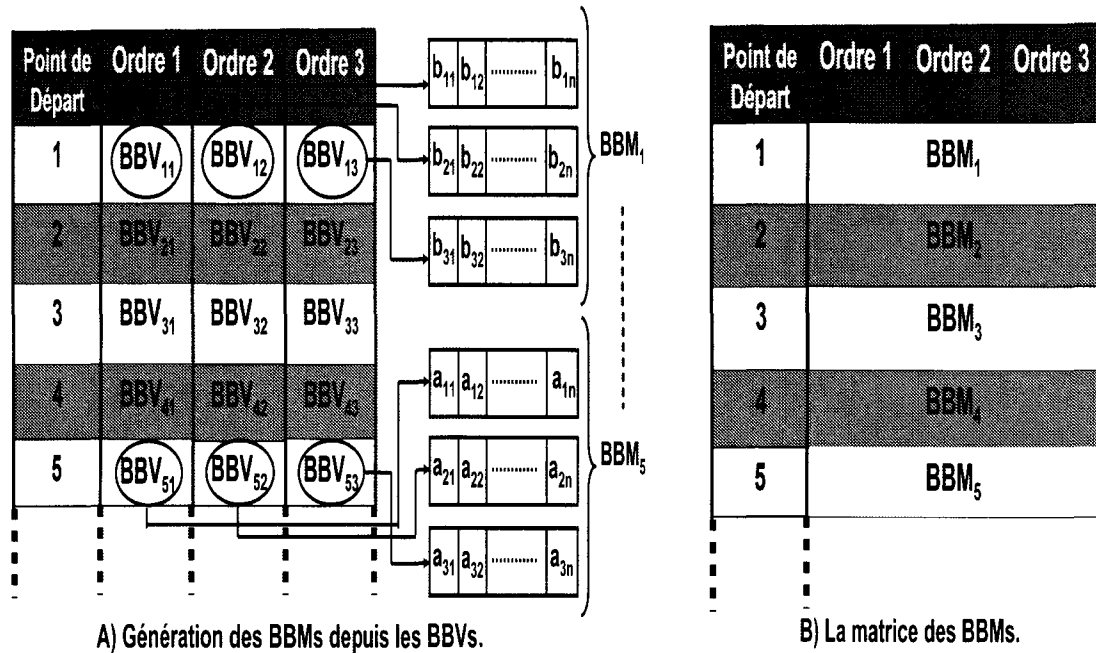 Point de Départ Ordre 1 Ordre 2 Ordre 3
1 BBV11 BBV12 BBV13
2 BBV21 BBV22 BBV23
3 BBV31 BBV32 BBV33
4 BBV41 BBV42 BBV43
5 BBV51 BBV52 BBV53
b11 b12 .......... b1n
b21 b22 .......... b2n
b31 b32 .......... b3n
BBM1
a11 a12 .......... a1n
a21 a22 .......... a2n
a31 a32 .......... a3n
BBM5
A) Génération des BBMs depuis les BBVs.
Point de Départ Ordre 1 Ordre 2 Ordre 3
1 BBM1
2 BBM2
3 BBM3
4 BBM4
5 BBM5
B) La matrice des BBMs.